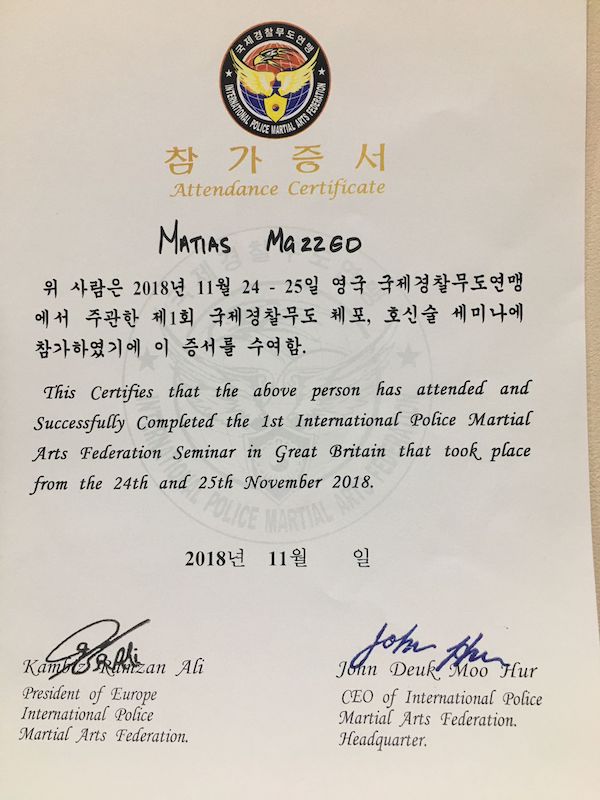 국제경찰무도연맹
INTERNATIONAL POLICE MARTIAL ARTS FEDERATION
참가증서
Attendance Certificate
MATIAS MAZZEO
위 사람은 2018년 11월 24 - 25일 영국 국제경찰무도연맹
에서 주관한 제1회 국제경찰무도 체포, 호신술 세미나에
참가하였기에 이 증서를 수여함.
This Certifies that the above person has attended and
Successfully Completed the 1st International Police Martial
Arts Federation Seminar in Great Britain that took place
from the 24th and 25th November 2018.
2018년 11월 일
Kambiz Ramzan Ali
President of Europe
International Police
Martial Arts Federation.
John Hur
John Deuk Moo Hur
CEO of International Police
Martial Arts Federation.
Headquarter.